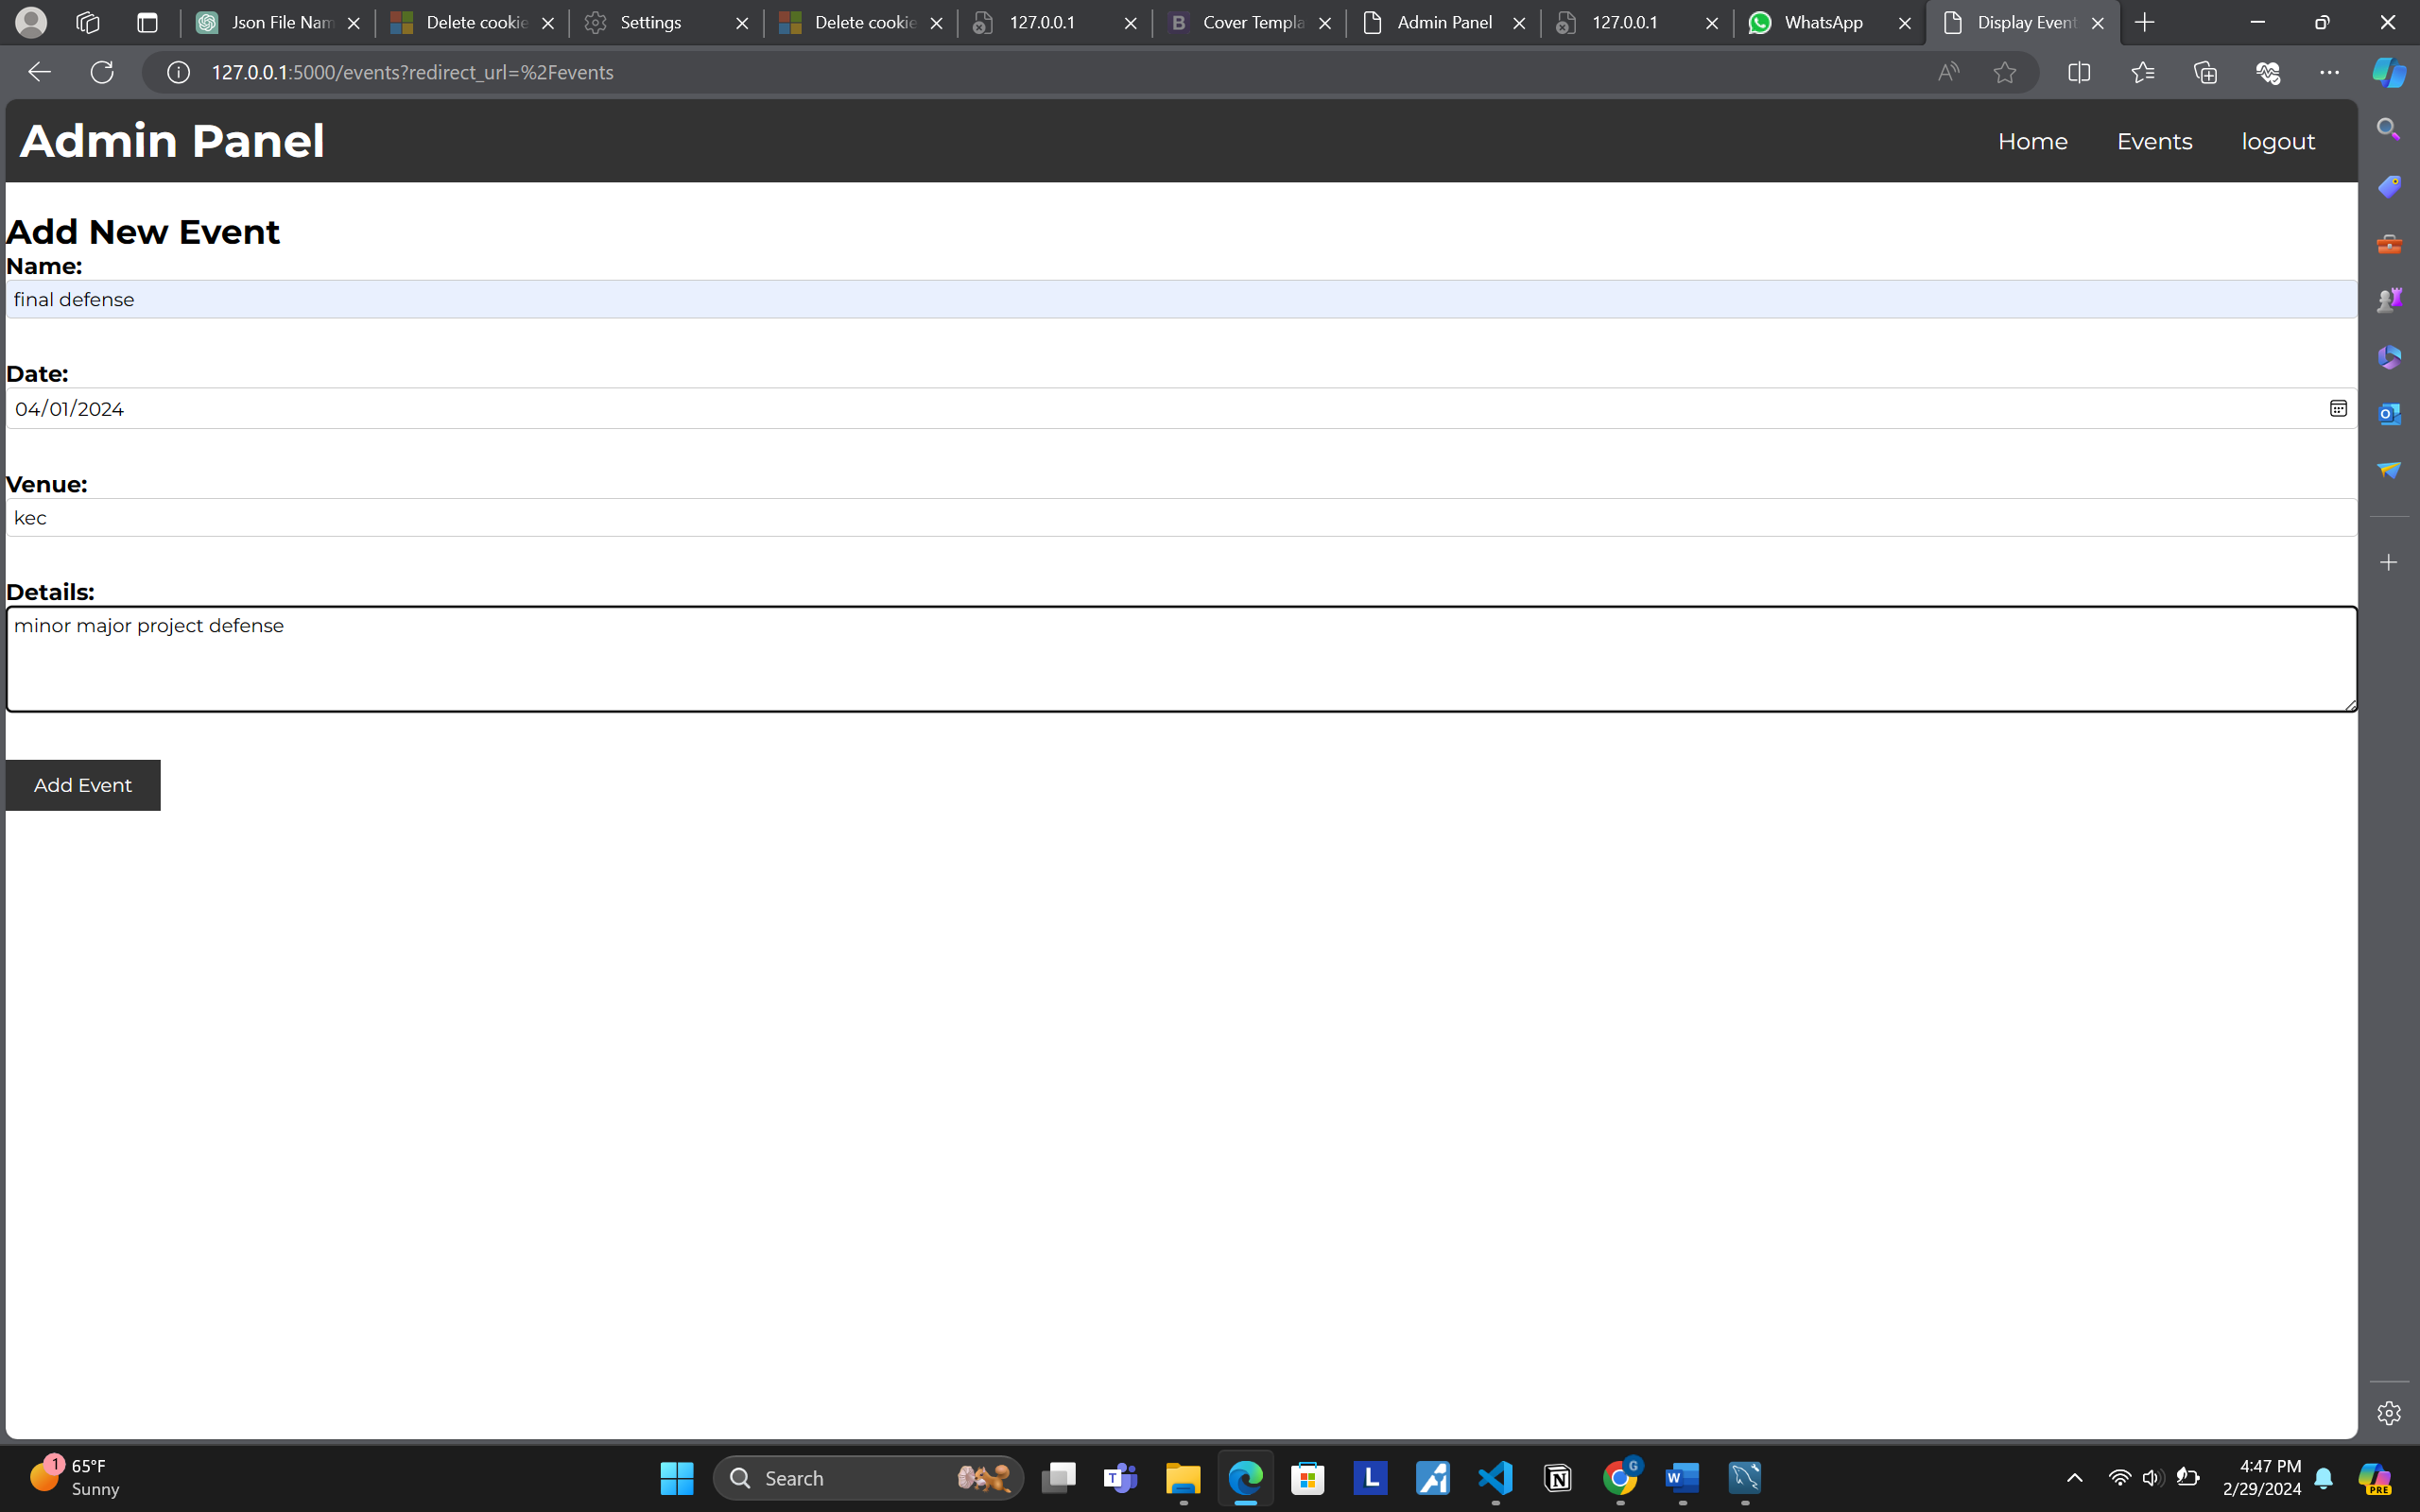 Json File Nam
Delete cookie
Settings
Delete cookie
127.0.0.1
Cover Templa
Admin Panel
127.0.0.1
WhatsApp
Display Event
127.0.0.1:5000/events?redirect_url=%2Fevents
Admin Panel
Home
Events
logout
Add New Event
Name:
final defense
Date:
04/01/2024
Venue:
kec
Details:
minor major project defense
Add Event
1
65°F
Sunny
Search
4:47 PM
2/29/2024
PRE